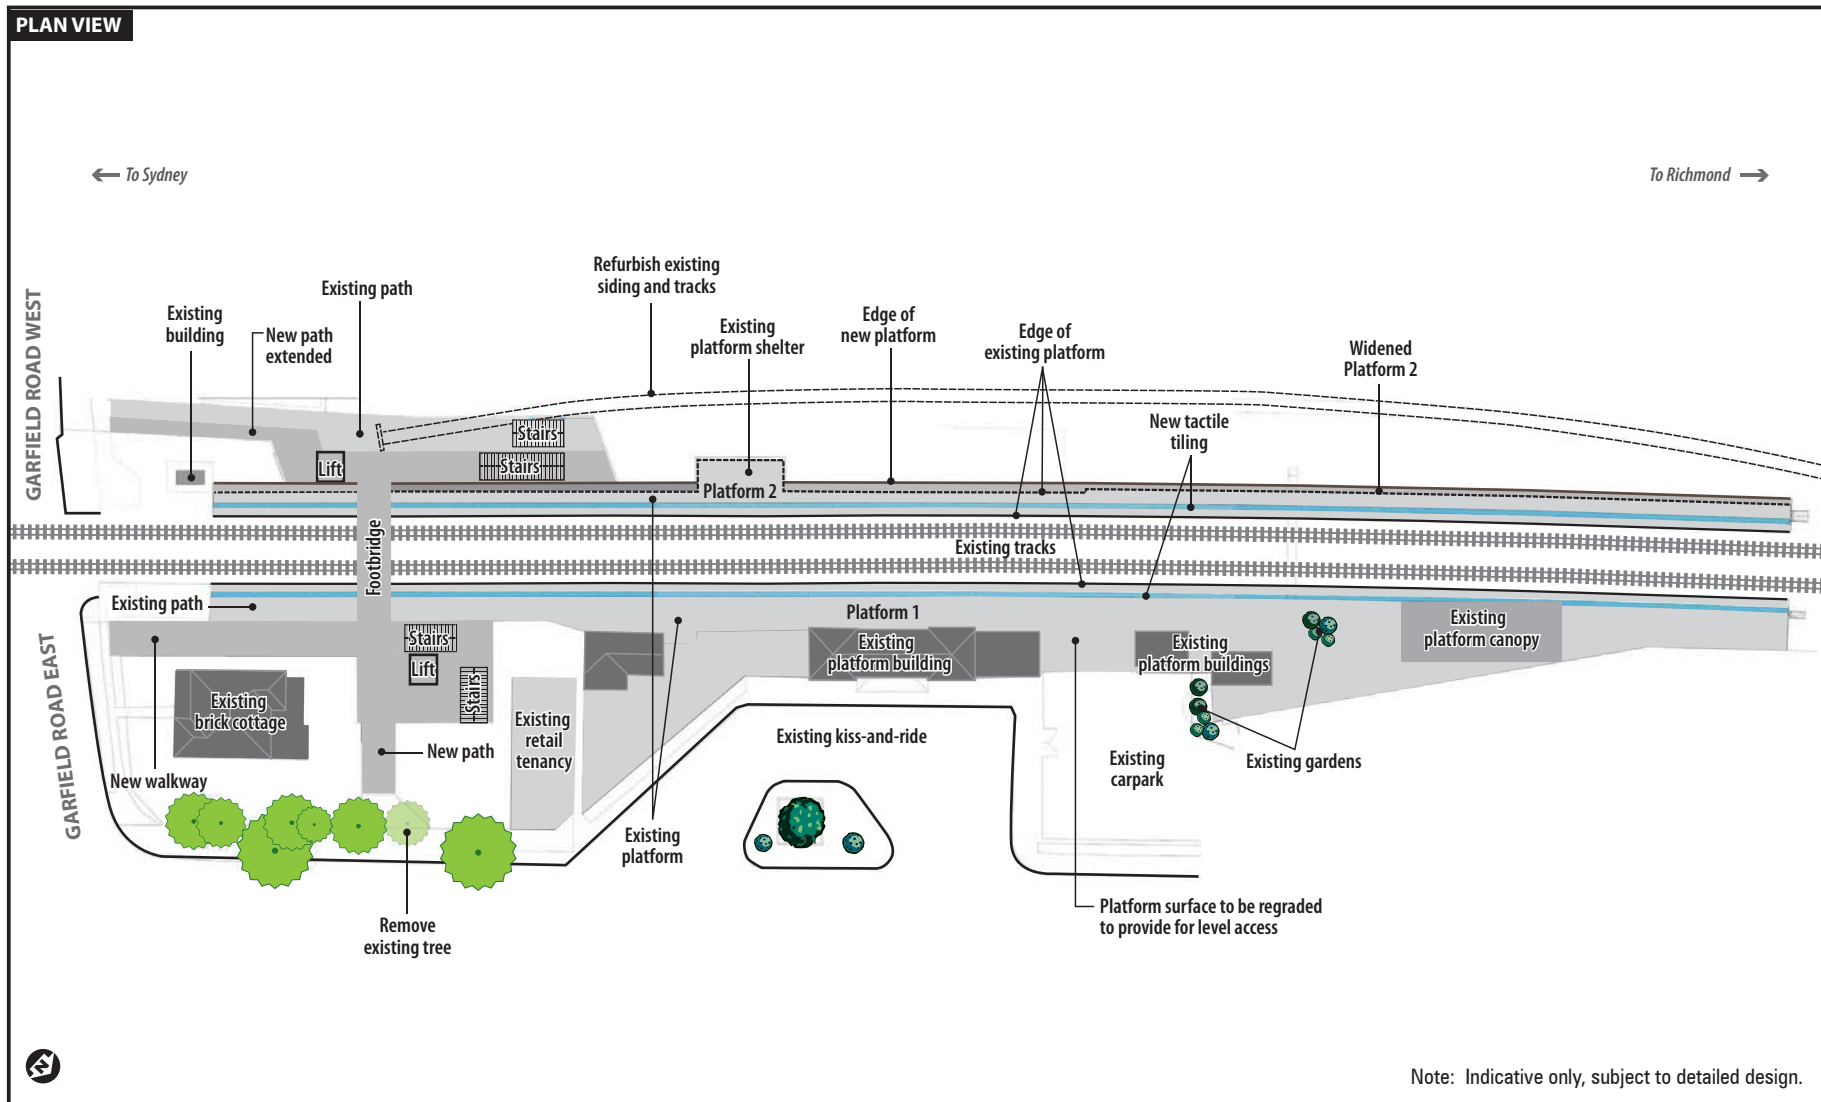 PLAN VIEW
To Sydney
To Richmond
GARFIELD ROAD WEST
Existing
building
New path
extended
Existing path
Refurbish existing
siding and tracks
Existing
platform shelter
Edge of
new platform
Edge of
existing platform
Widened
Platform 2
New tactile
tiling
Stairs
Lift
Stairs
Platform 2
Footbridge
Existing tracks
Existing path
Platform 1
GARFIELD ROAD EAST
Stairs
Lift
Stairs
Existing
platform building
Existing
platform buildings
Existing
platform canopy
Existing
brick cottage
New walkway
New path
Existing
retail
tenancy
Existing kiss-and-ride
Existing
carpark
Existing gardens
Existing
platform
Remove
existing tree
Platform surface to be regraded
to provide for level access
N
Note: Indicative only, subject to detailed design.